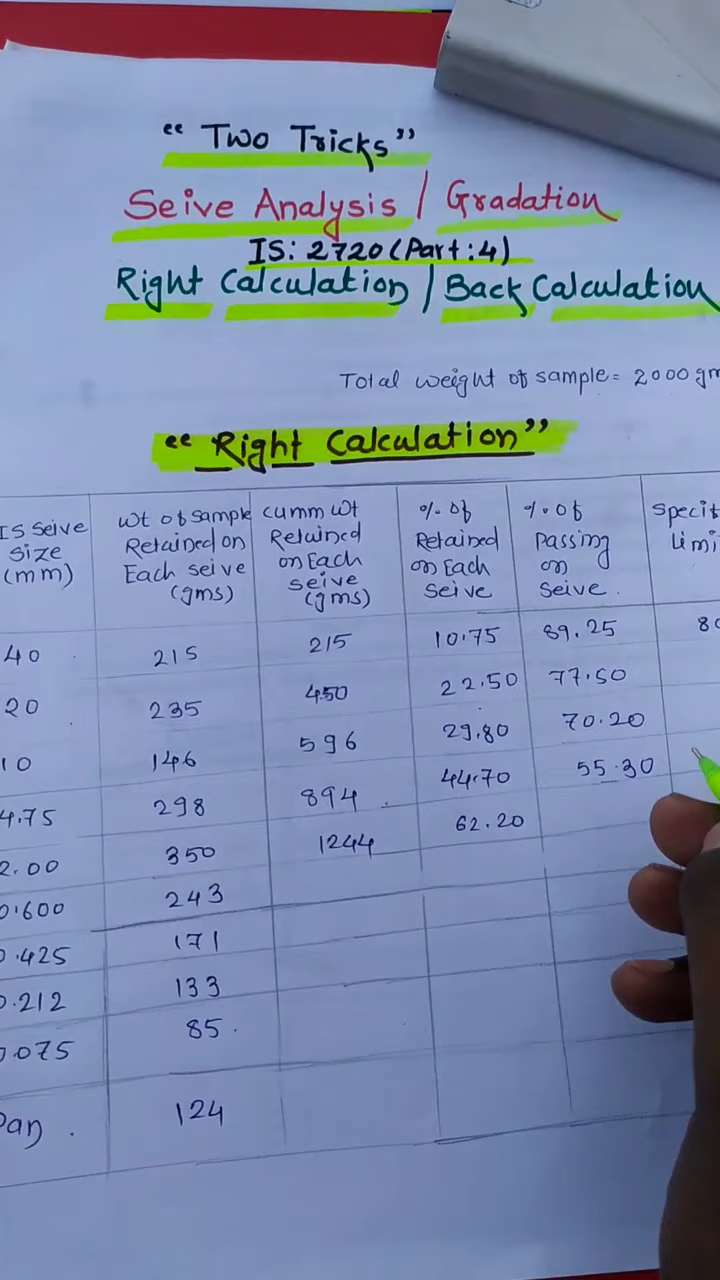 “Two Tricks”
Seive Analysis / Gradation
IS: 2720 (Part:4)
Right Calculation / Back Calculation
Total weight of sample = 2000 gm
“Right Calculation”
IS Seive size (mm)
Wt of sample Retained on Each seive (gms)
cumm wt Retained on Each seive (gms)
% of Retained on Each Seive
% of Passing on Seive.
40 215 215 10.75 89.25 80
20 235 450 22.50 77.50
10 146 596 29.80 70.20
4.75 298 894 44.70 55.30
2.00 350 1244 62.20
0.600 243
0.425 171
0.212 133
0.075 85.
Pan. 124